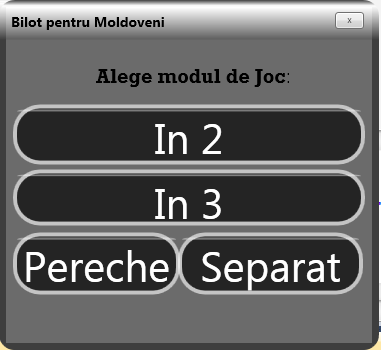 Bilot pentru Moldoveni
x
Alege modul de Joc:
In 2
In 3
Pereche Separat